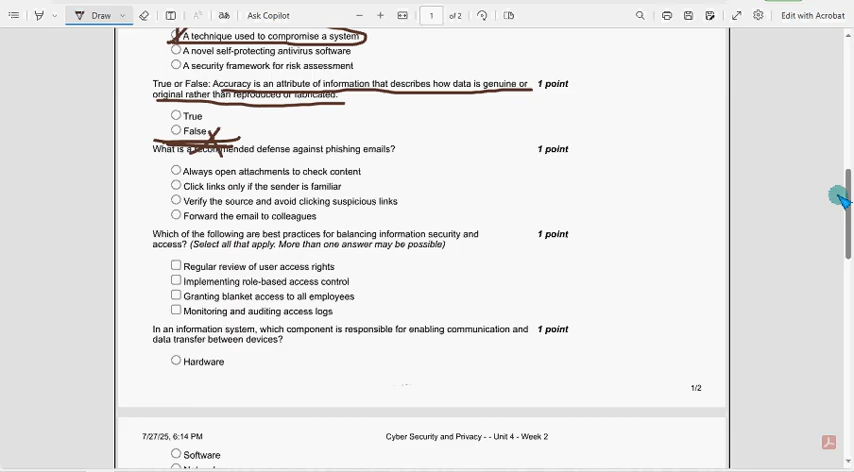 Draw
Ask Copilot
1 of 2
Edit with Acrobat
A technique used to compromise a system
A novel self-protecting antivirus software
A security framework for risk assessment
True or False: Accuracy is an attribute of information that describes how data is genuine or 1 point
original rather than reproduced or fabricated.
True
False
What is a recommended defense against phishing emails? 1 point
Always open attachments to check content
Click links only if the sender is familiar
Verify the source and avoid clicking suspicious links
Forward the email to colleagues
Which of the following are best practices for balancing information security and 1 point
access? (Select all that apply. More than one answer may be possible)
Regular review of user access rights
Implementing role-based access control
Granting blanket access to all employees
Monitoring and auditing access logs
In an information system, which component is responsible for enabling communication and 1 point
data transfer between devices?
Hardware
1/2
7/27/25, 6:14 PM Cyber Security and Privacy - - Unit 4 - Week 2
Software